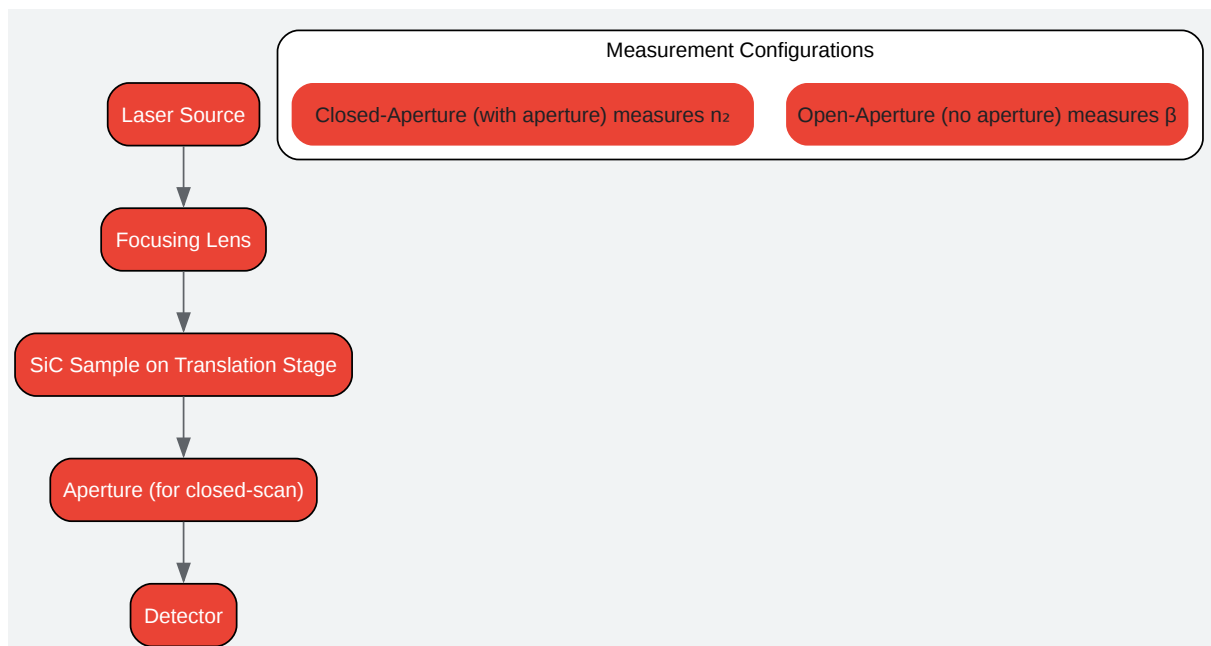 Measurement Configurations
Laser Source
Closed-Aperture (with aperture) measures n₂
Open-Aperture (no aperture) measures β
Focusing Lens
SiC Sample on Translation Stage
Aperture (for closed-scan)
Detector